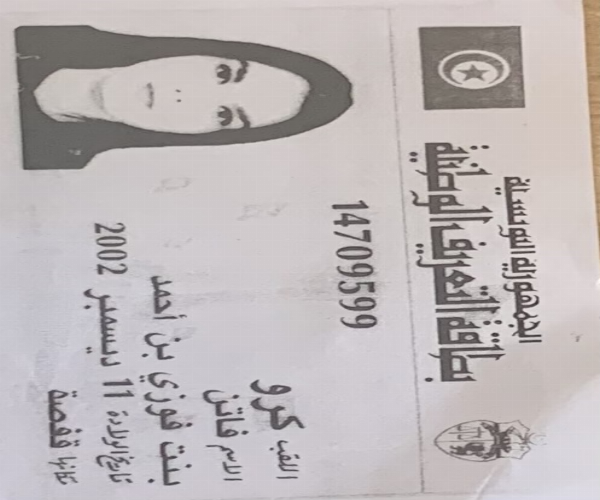 الجمهورية التونسية
بطاقة التعريف الوطنية
14709599
اللقب كرو
الاسم فاتن
بنت فوزي بن أحمد
تاريخ الولادة 11 ديسمبر 2002
مكانها قفصة